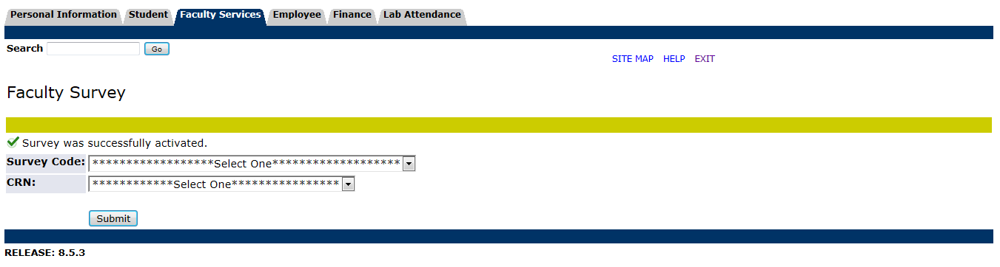 Personal Information Student Faculty Services Employee Finance Lab Attendance
Search Go
SITE MAP HELP EXIT
Faculty Survey
Survey was successfully activated.
Survey Code: ******************Select One*******************
CRN: ************Select One****************
Submit
RELEASE: 8.5.3